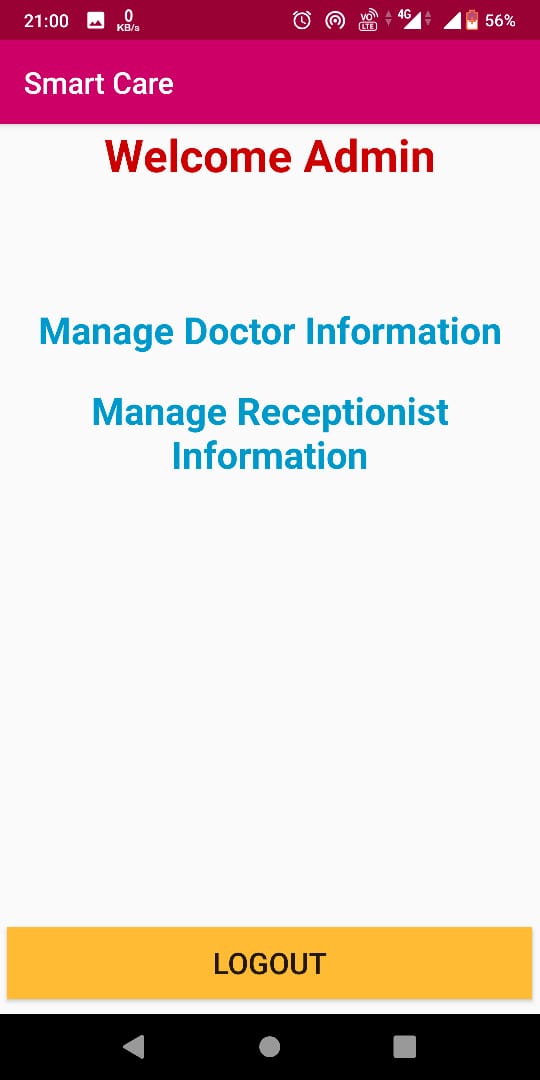 21:00 0 KB/s VO LTE 4G 56%
Smart Care
Welcome Admin
Manage Doctor Information
Manage Receptionist
Information
LOGOUT